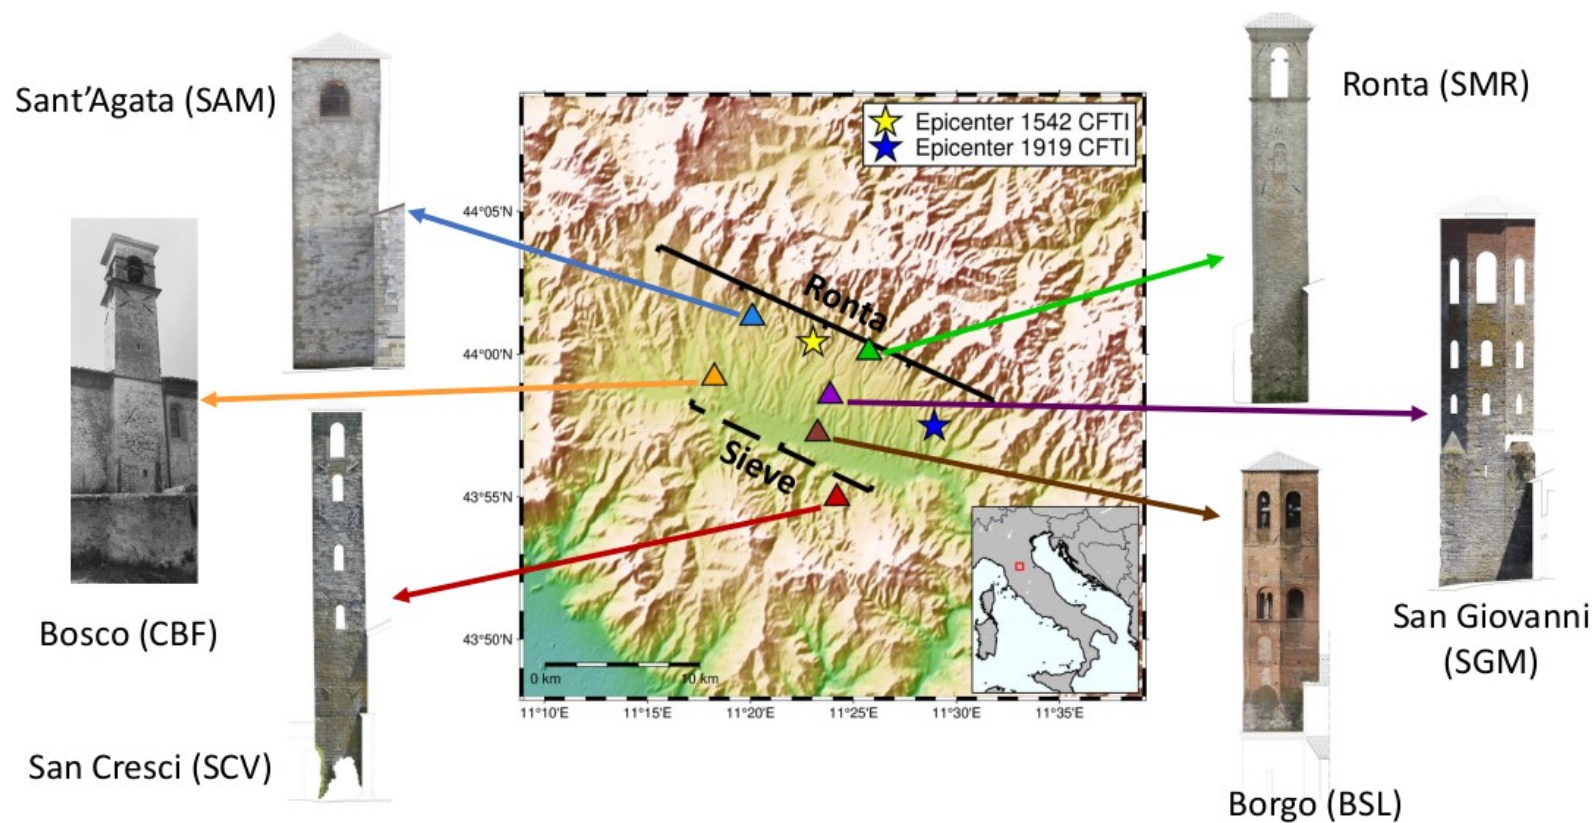 Sant’Agata (SAM)
Ronta (SMR)
Epicenter 1542 CFTI
Epicenter 1919 CFTI
44°05'N
44°00'N
43°55'N
43°50'N
Ronta
Sieve
0 km
10 km
11°10'E
11°15'E
11°20'E
11°25'E
11°30'E
11°35'E
Bosco (CBF)
San Cresci (SCV)
San Giovanni
(SGM)
Borgo (BSL)